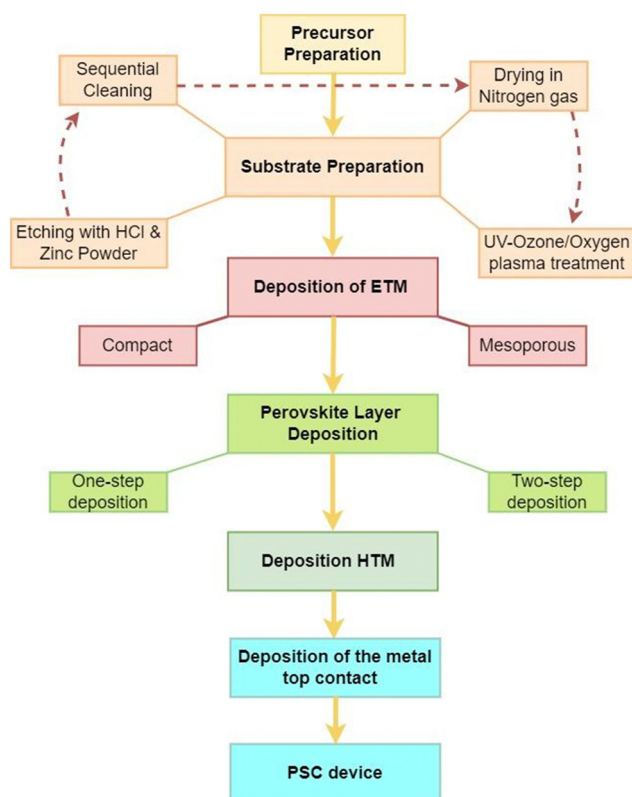 Precursor
Preparation
Sequential
Cleaning
Drying in
Nitrogen gas
Substrate Preparation
Etching with HCl &
Zinc Powder
UV-Ozone/Oxygen
plasma treatment
Deposition of ETM
Compact
Mesoporous
Perovskite Layer
Deposition
One-step
deposition
Two-step
deposition
Deposition HTM
Deposition of the metal
top contact
PSC device